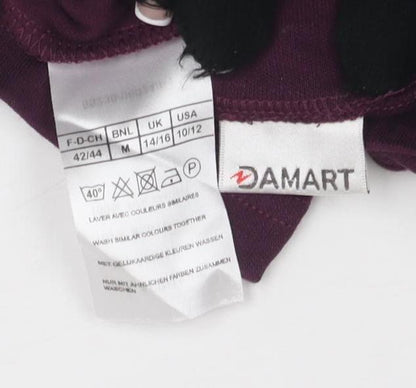 F-D-CH BNL UK USA
42/44 M 14/16 10/12
40° P
LAVER AVEC COULEURS SIMILAIRES
WASH SIMILAR COLOURS TOGETHER
MET GELIJKAARDIGE KLEUREN WASSEN
NUR MIT ÄHNLICHEN FARBEN ZUSAMMEN
WASCHEN
DAMART